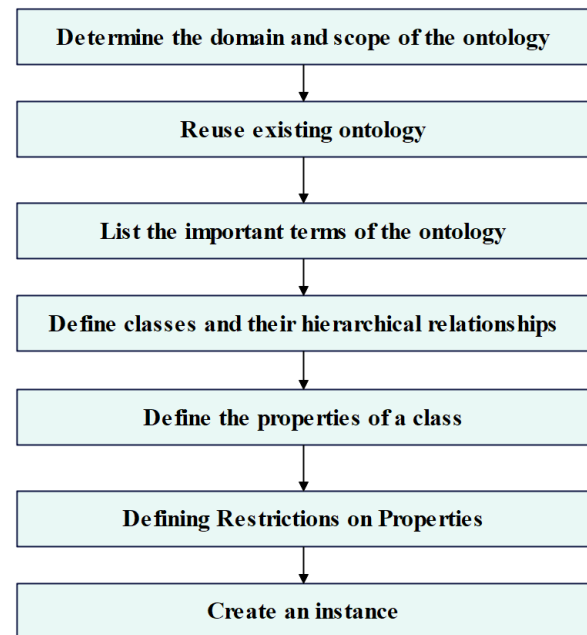 Determine the domain and scope of the ontology
Reuse existing ontology
List the important terms of the ontology
Define classes and their hierarchical relationships
Define the properties of a class
Defining Restrictions on Properties
Create an instance